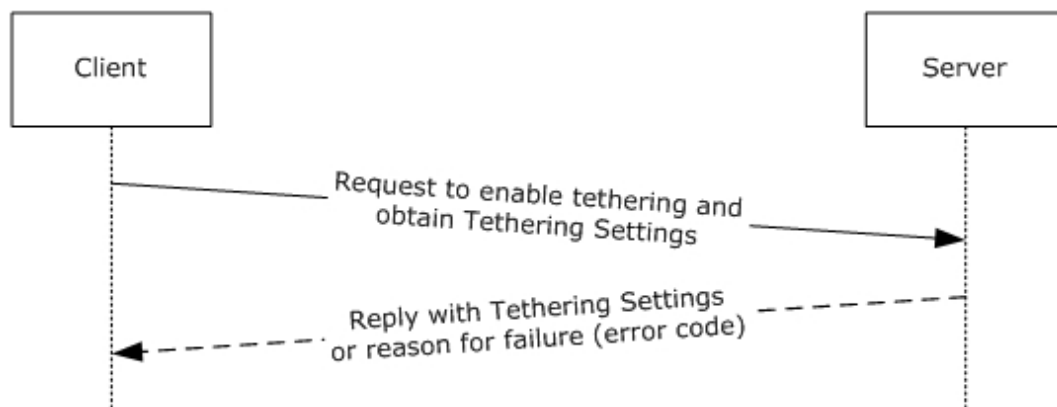 Client
Server
Request to enable tethering and
obtain Tethering Settings
Reply with Tethering Settings
or reason for failure (error code)